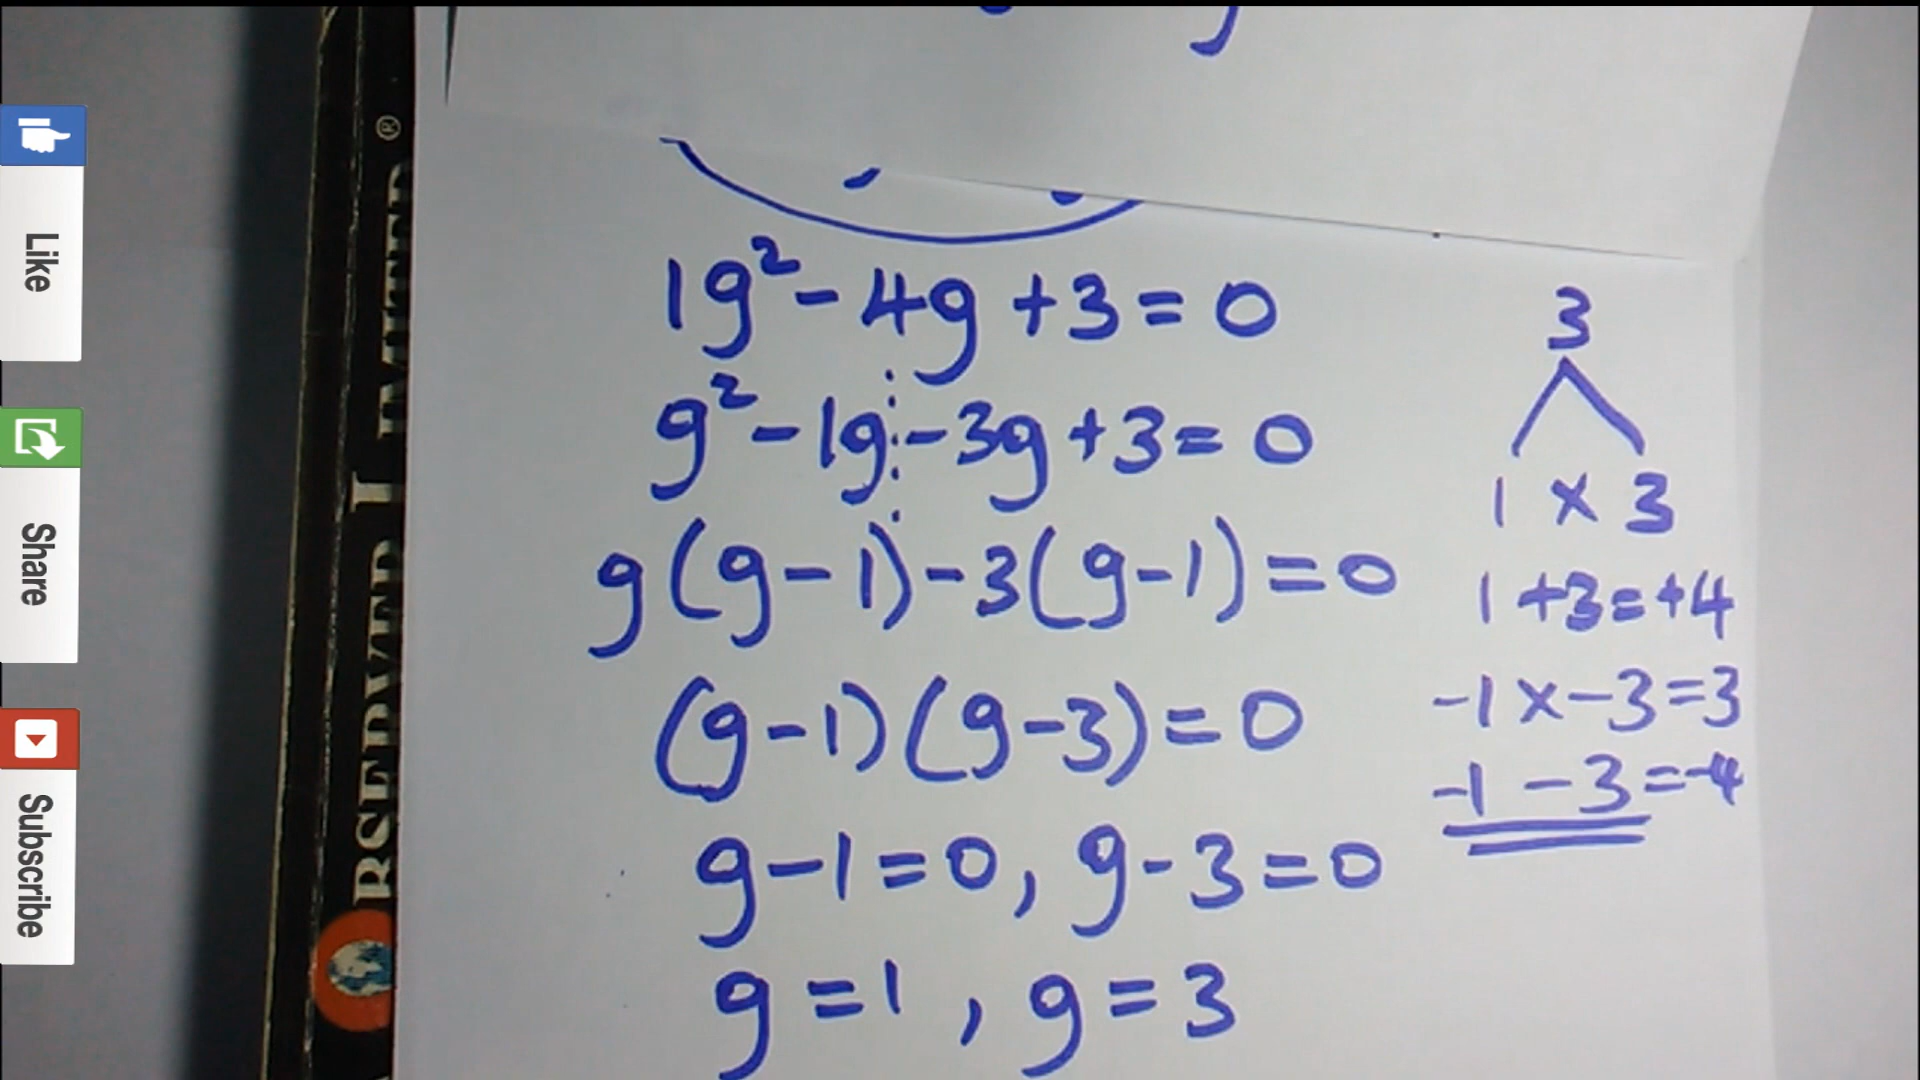 1g² - 4g + 3 = 0
g² - 1g - 3g + 3 = 0
g(g - 1) - 3(g - 1) = 0
(g - 1)(g - 3) = 0
g - 1 = 0, g - 3 = 0
g = 1, g = 3
3
1 × 3
1 + 3 = +4
-1 × -3 = 3
-1 - 3 = -4
Like
Share
Subscribe